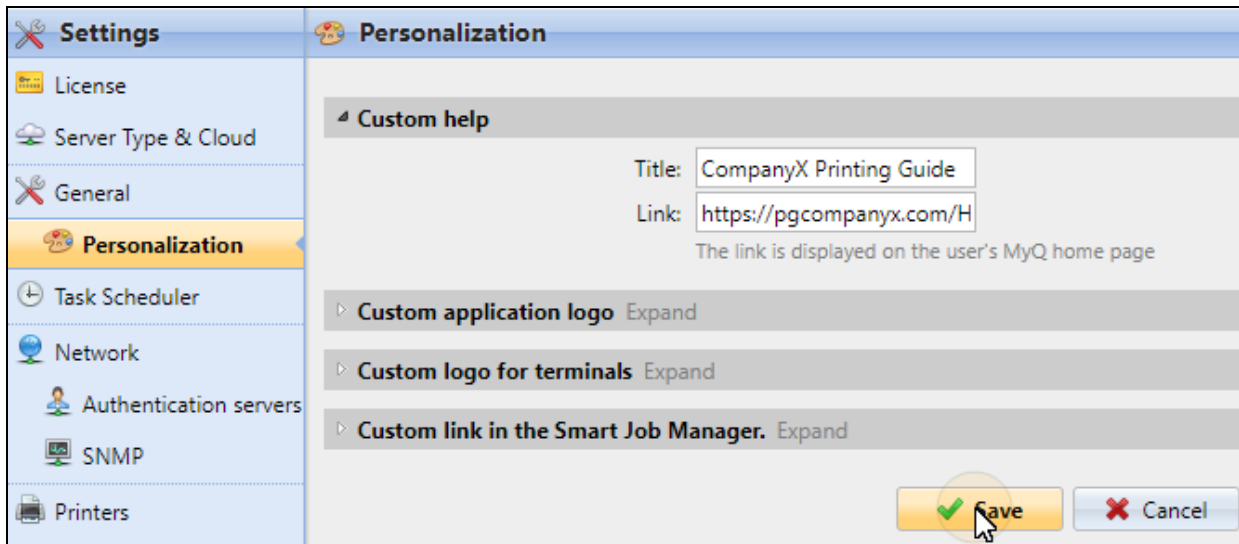 Settings
License
Server Type & Cloud
General
Personalization
Task Scheduler
Network
Authentication servers
SNMP
Printers
Personalization
Custom help
Title: CompanyX Printing Guide
Link: https://pgcompanyx.com/H
The link is displayed on the user's MyQ home page
Custom application logo Expand
Custom logo for terminals Expand
Custom link in the Smart Job Manager. Expand
Save Cancel